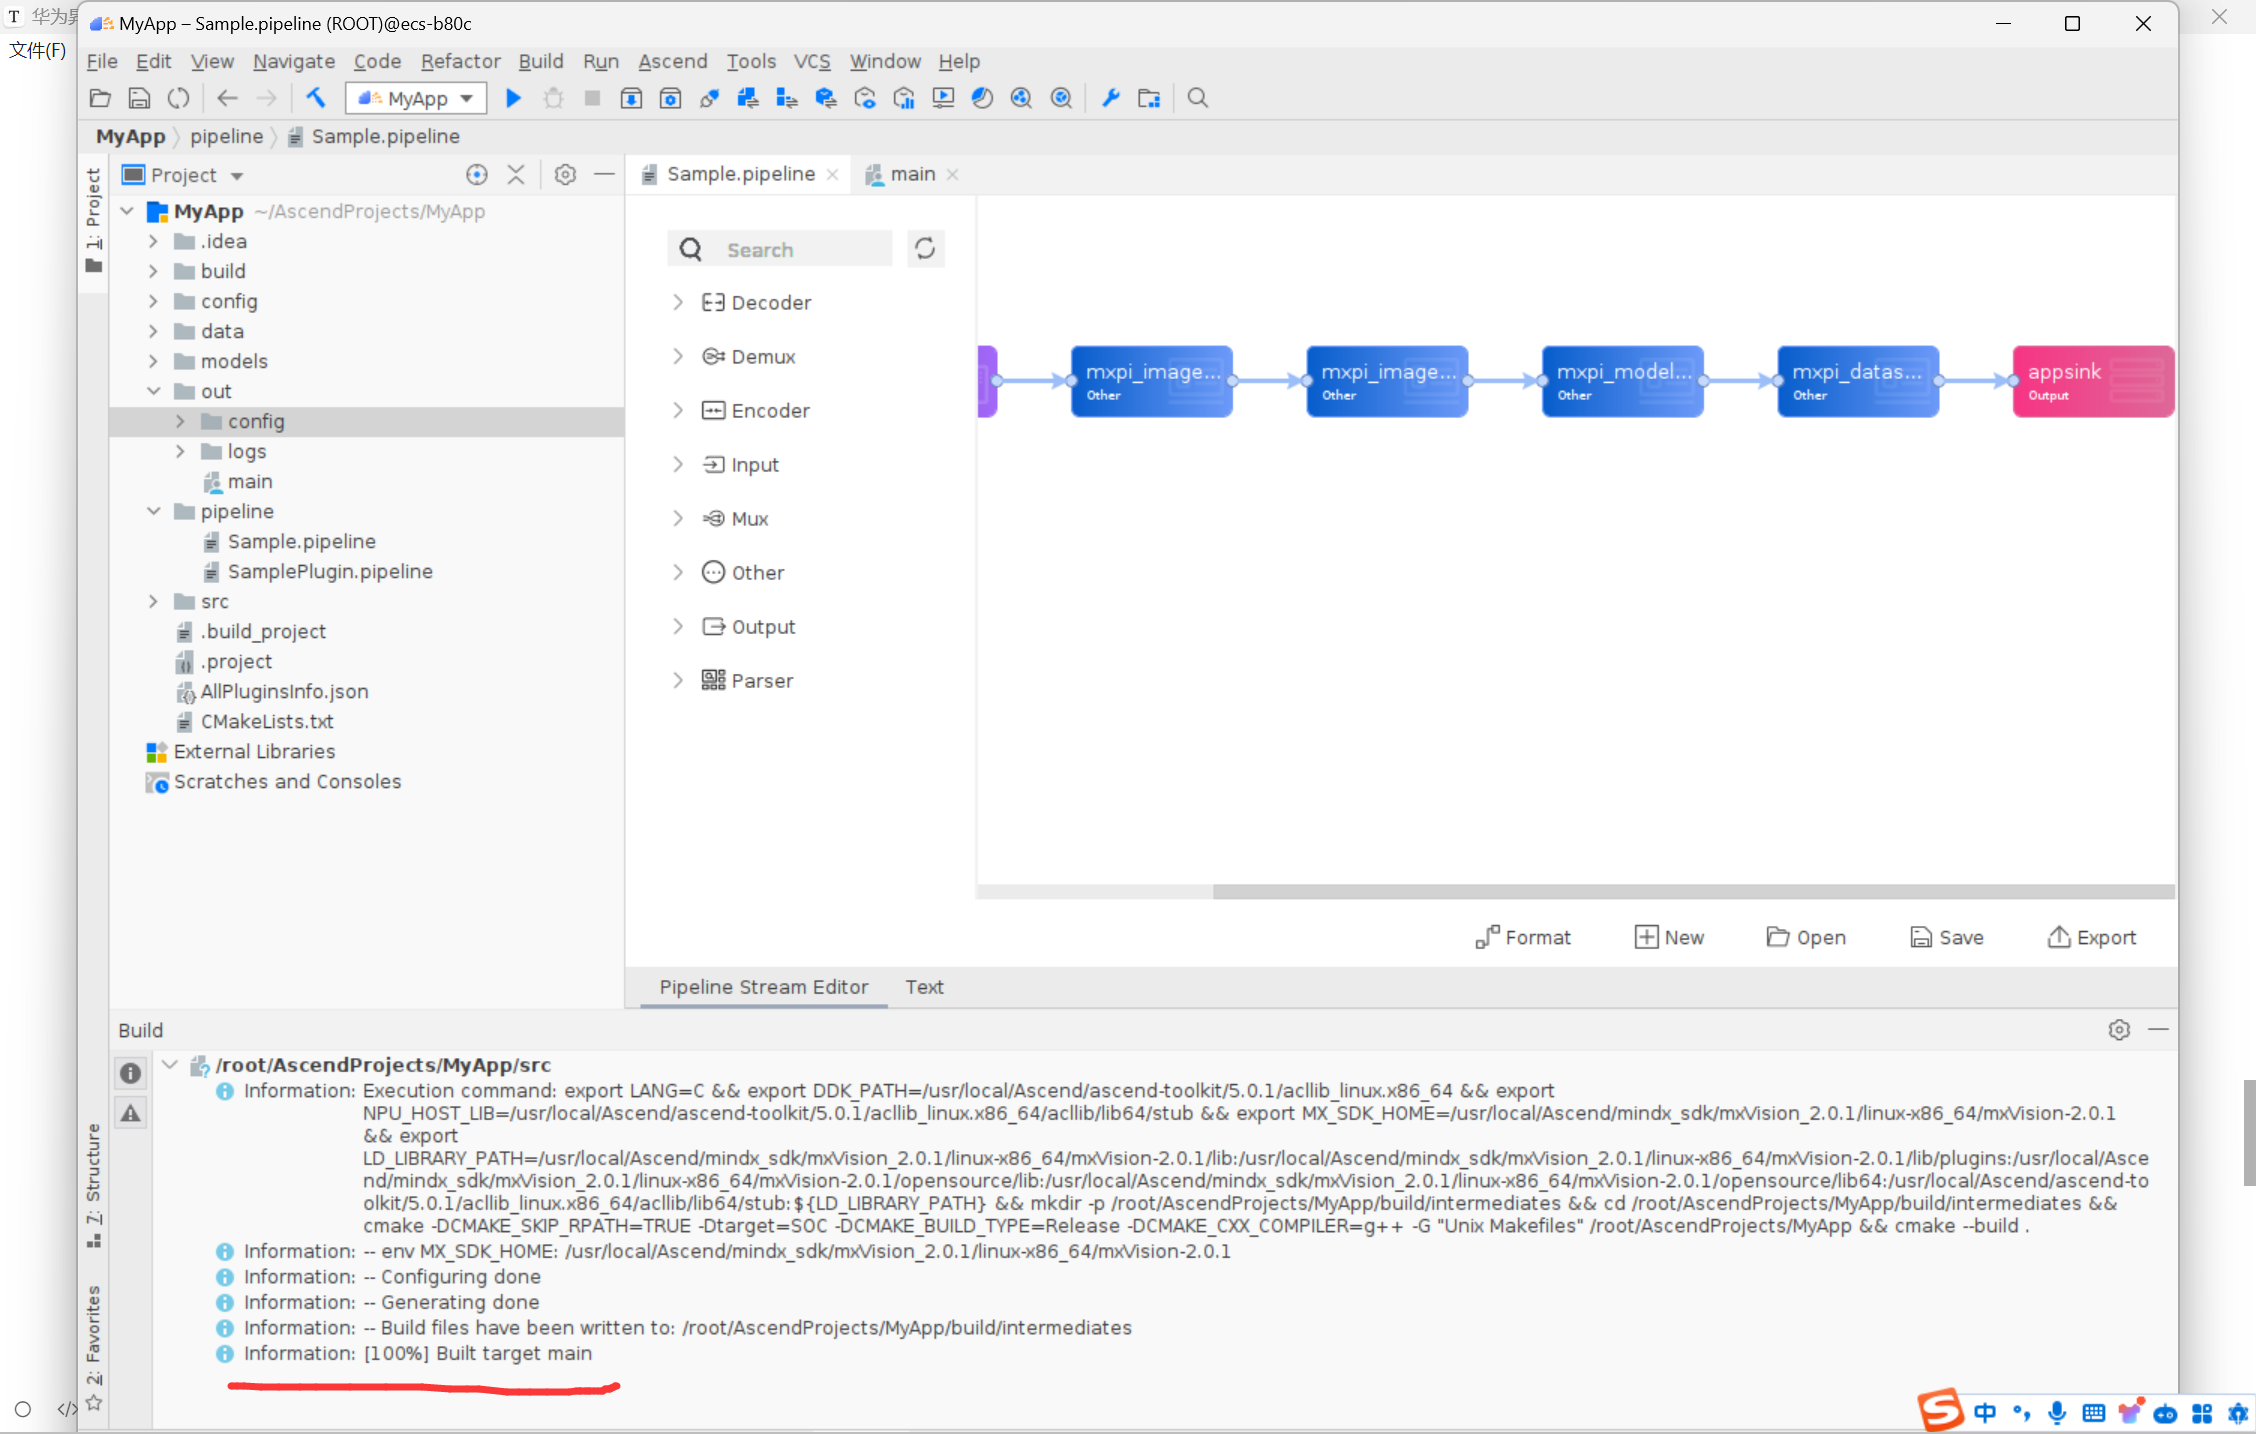 文件(F)
MyApp – Sample.pipeline (ROOT)@ecs-b80c
File Edit View Navigate Code Refactor Build Run Ascend Tools VCS Window Help
MyApp
MyApp pipeline Sample.pipeline
1: Project
Project
MyApp ~/AscendProjects/MyApp
.idea
build
config
data
models
out
config
logs
main
pipeline
Sample.pipeline
SamplePlugin.pipeline
src
.build_project
.project
AllPluginsInfo.json
CMakeLists.txt
External Libraries
Scratches and Consoles
Sample.pipeline main
Search
Decoder
Demux
Encoder
Input
Mux
Other
Output
Parser
mxpi_image...
Other
mxpi_image...
Other
mxpi_model...
Other
mxpi_datas...
Other
appsink
Output
Format New Open Save Export
Pipeline Stream Editor Text
7: Structure
2: Favorites
Build
/root/AscendProjects/MyApp/src
Information: Execution command: export LANG=C && export DDK_PATH=/usr/local/Ascend/ascend-toolkit/5.0.1/acllib_linux.x86_64 && export
NPU_HOST_LIB=/usr/local/Ascend/ascend-toolkit/5.0.1/acllib_linux.x86_64/acllib/lib64/stub && export MX_SDK_HOME=/usr/local/Ascend/mindx_sdk/mxVision_2.0.1/linux-x86_64/mxVision-2.0.1
&& export
LD_LIBRARY_PATH=/usr/local/Ascend/mindx_sdk/mxVision_2.0.1/linux-x86_64/mxVision-2.0.1/lib:/usr/local/Ascend/mindx_sdk/mxVision_2.0.1/linux-x86_64/mxVision-2.0.1/lib/plugins:/usr/local/Asce
nd/mindx_sdk/mxVision_2.0.1/linux-x86_64/mxVision-2.0.1/opensource/lib:/usr/local/Ascend/mindx_sdk/mxVision_2.0.1/linux-x86_64/mxVision-2.0.1/opensource/lib64:/usr/local/Ascend/ascend-to
olkit/5.0.1/acllib_linux.x86_64/acllib/lib64/stub:${LD_LIBRARY_PATH} && mkdir -p /root/AscendProjects/MyApp/build/intermediates && cd /root/AscendProjects/MyApp/build/intermediates &&
cmake -DCMAKE_SKIP_RPATH=TRUE -Dtarget=SOC -DCMAKE_BUILD_TYPE=Release -DCMAKE_CXX_COMPILER=g++ -G "Unix Makefiles" /root/AscendProjects/MyApp && cmake --build .
Information: -- env MX_SDK_HOME: /usr/local/Ascend/mindx_sdk/mxVision_2.0.1/linux-x86_64/mxVision-2.0.1
Information: -- Configuring done
Information: -- Generating done
Information: -- Build files have been written to: /root/AscendProjects/MyApp/build/intermediates
Information: [100%] Built target main
中